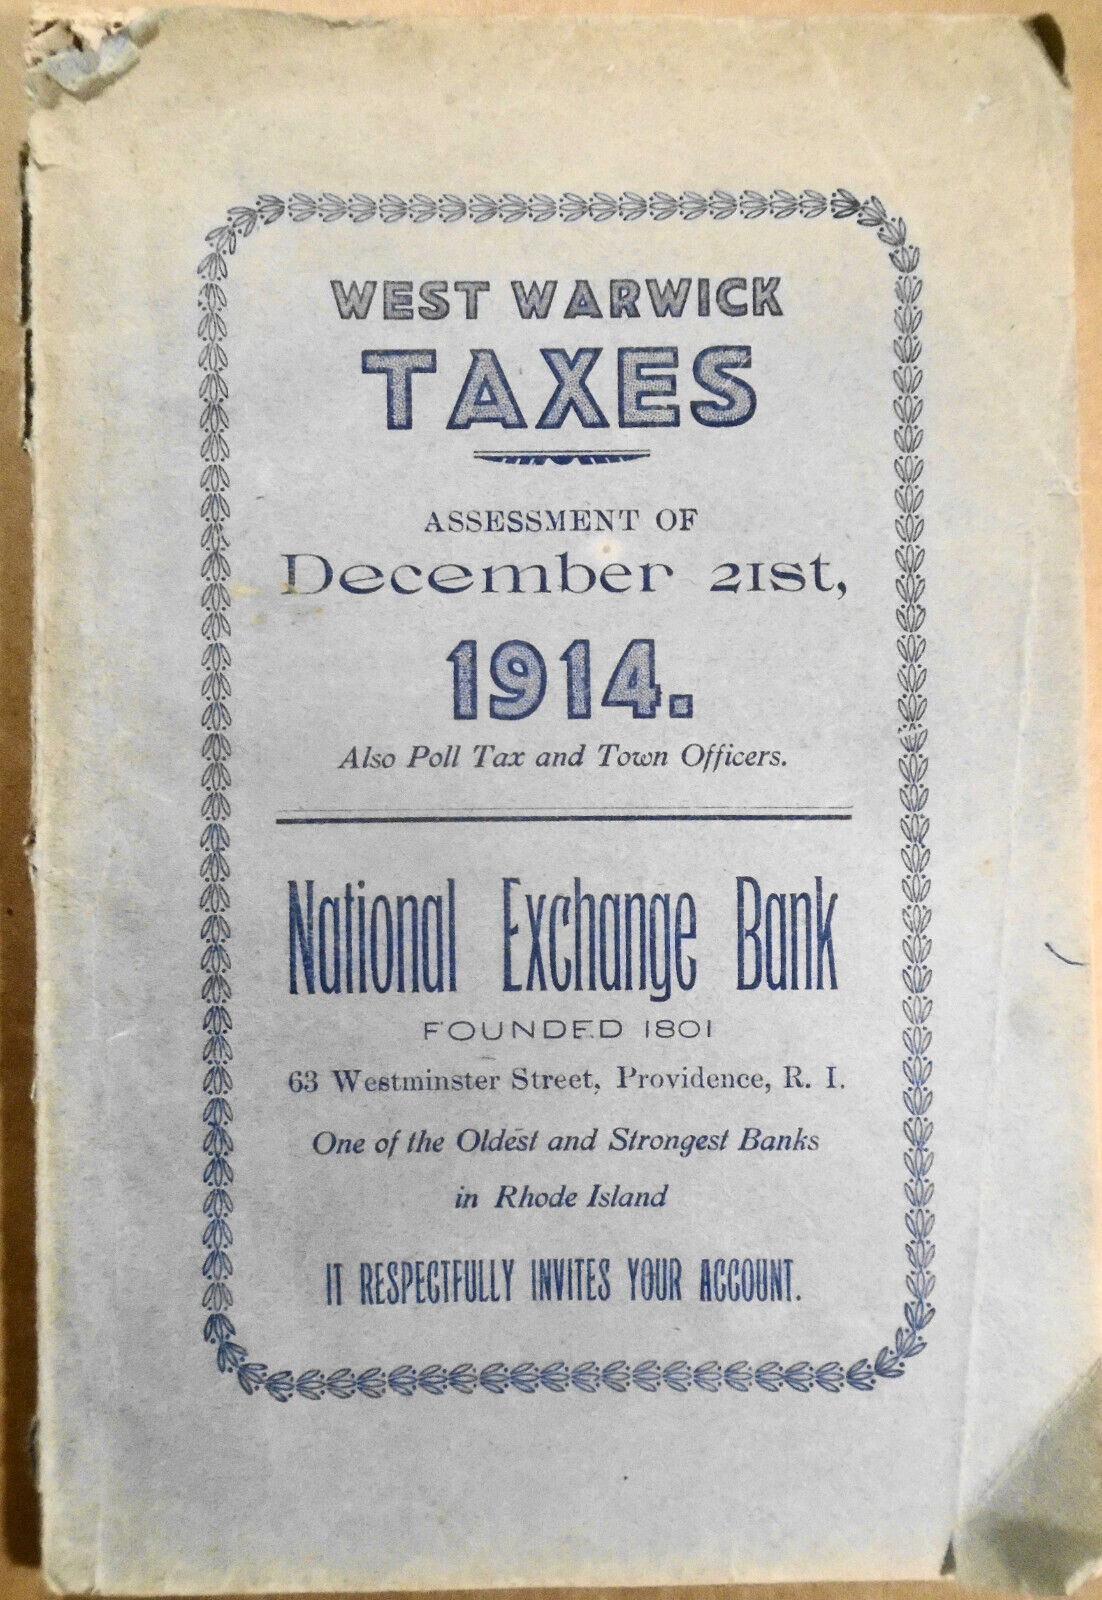 WEST WARWICK
TAXES
ASSESSMENT OF
December 21st,
1914.
Also Poll Tax and Town Officers.
National Exchange Bank
FOUNDED 1801
63 Westminster Street, Providence, R. I.
One of the Oldest and Strongest Banks
in Rhode Island
IT RESPECTFULLY INVITES YOUR ACCOUNT.